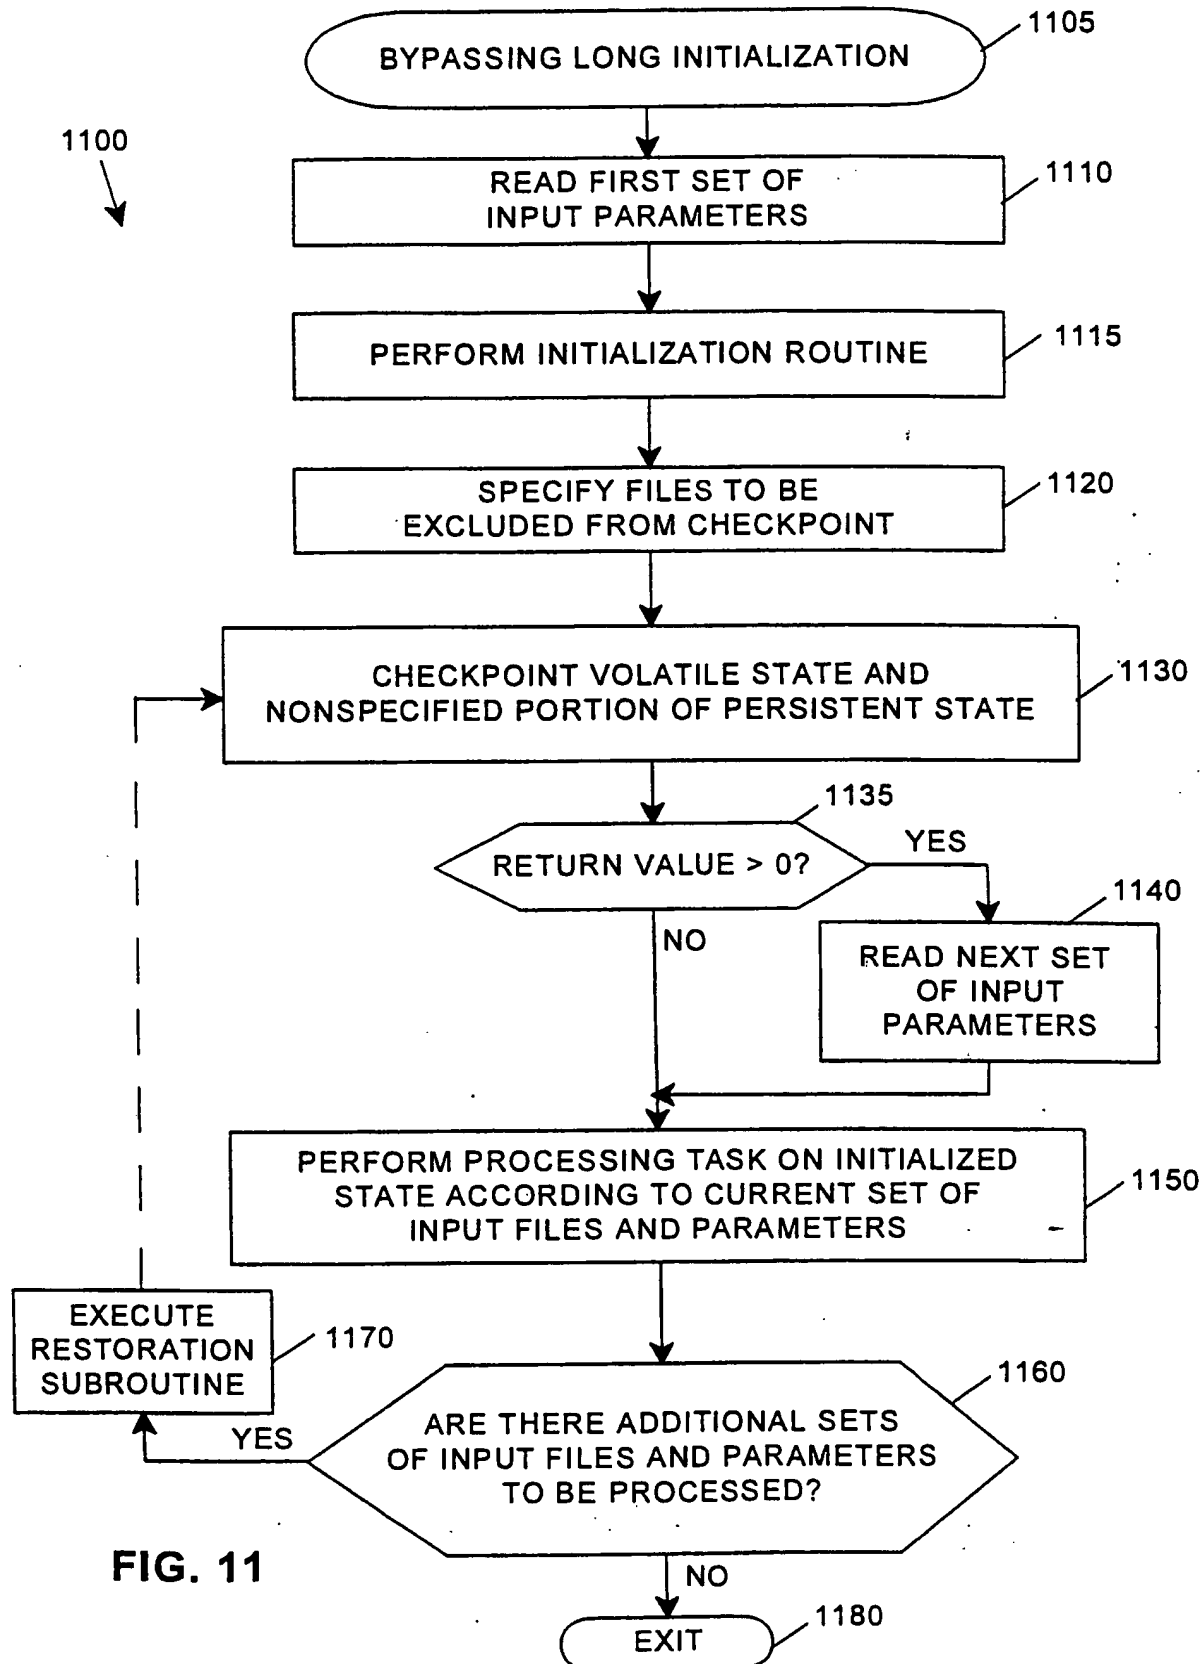 1105
BYPASSING LONG INITIALIZATION
1100
READ FIRST SET OF
INPUT PARAMETERS
1110
PERFORM INITIALIZATION ROUTINE
1115
SPECIFY FILES TO BE
EXCLUDED FROM CHECKPOINT
1120
CHECKPOINT VOLATILE STATE AND
NONSPECIFIED PORTION OF PERSISTENT STATE
1130
1135
RETURN VALUE > 0?
YES
NO
1140
READ NEXT SET
OF INPUT
PARAMETERS
PERFORM PROCESSING TASK ON INITIALIZED
STATE ACCORDING TO CURRENT SET OF
INPUT FILES AND PARAMETERS
1150
EXECUTE
RESTORATION
SUBROUTINE
1170
1160
YES
ARE THERE ADDITIONAL SETS
OF INPUT FILES AND PARAMETERS
TO BE PROCESSED?
FIG. 11
NO
1180
EXIT